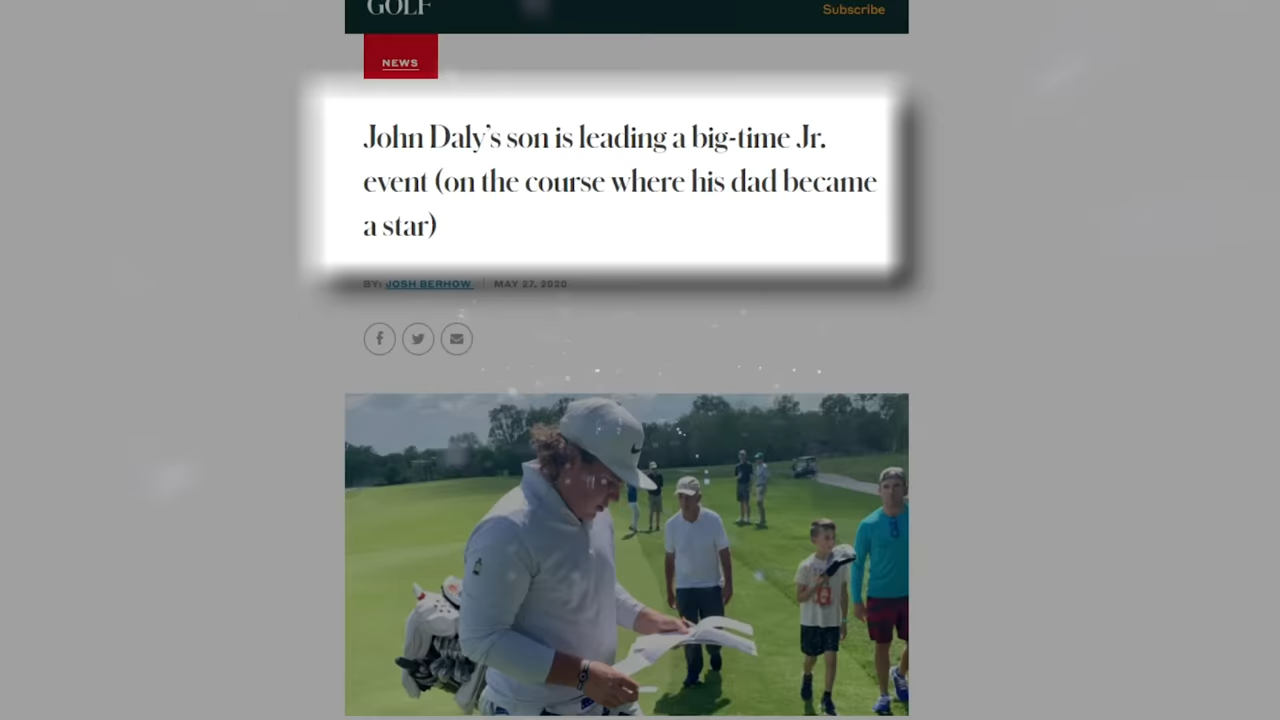 GOLF
Subscribe
NEWS
John Daly's son is leading a big-time Jr.
event (on the course where his dad became
a star)
BY: JOSH BERHOW | MAY 27, 2020